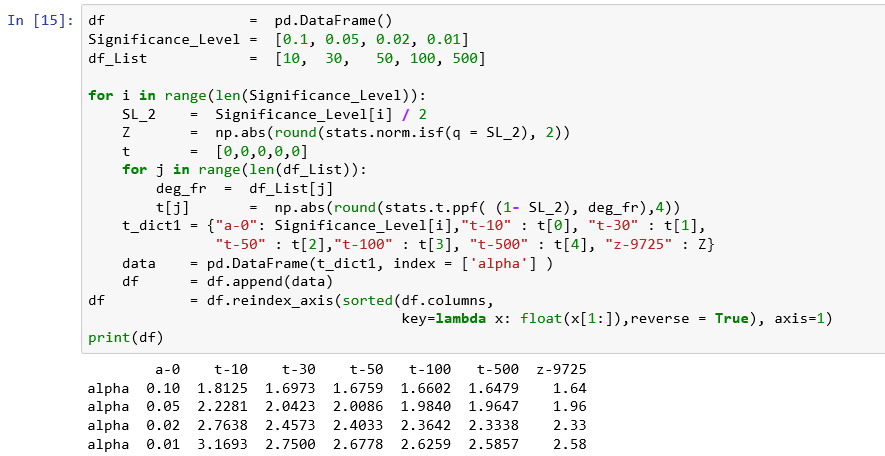 In [15]: df               =  pd.DataFrame()
Significance_Level =  [0.1, 0.05, 0.02, 0.01]
df_List            =  [10,  30,   50, 100, 500]
for i in range(len(Significance_Level)):
    SL_2    =  Significance_Level[i] / 2
    Z       =  np.abs(round(stats.norm.isf(q = SL_2), 2))
    t       =  [0,0,0,0,0]
    for j in range(len(df_List)):
        deg_fr  =  df_List[j]
        t[j]       =  np.abs(round(stats.t.ppf( (1- SL_2), deg_fr),4))
    t_dict1 = {"a-0": Significance_Level[i],"t-10" : t[0], "t-30" : t[1],
               "t-50" : t[2],"t-100" : t[3], "t-500" : t[4], "z-9725" : Z}
    data    = pd.DataFrame(t_dict1, index = ['alpha'] )
    df      = df.append(data)
df          = df.reindex_axis(sorted(df.columns,
                                     key=lambda x: float(x[1:]),reverse = True), axis=1)
print(df)
        a-0    t-10    t-30    t-50   t-100   t-500  z-9725
alpha  0.10  1.8125  1.6973  1.6759  1.6602  1.6479    1.64
alpha  0.05  2.2281  2.0423  2.0086  1.9840  1.9647    1.96
alpha  0.02  2.7638  2.4573  2.4033  2.3642  2.3338    2.33
alpha  0.01  3.1693  2.7500  2.6778  2.6259  2.5857    2.58